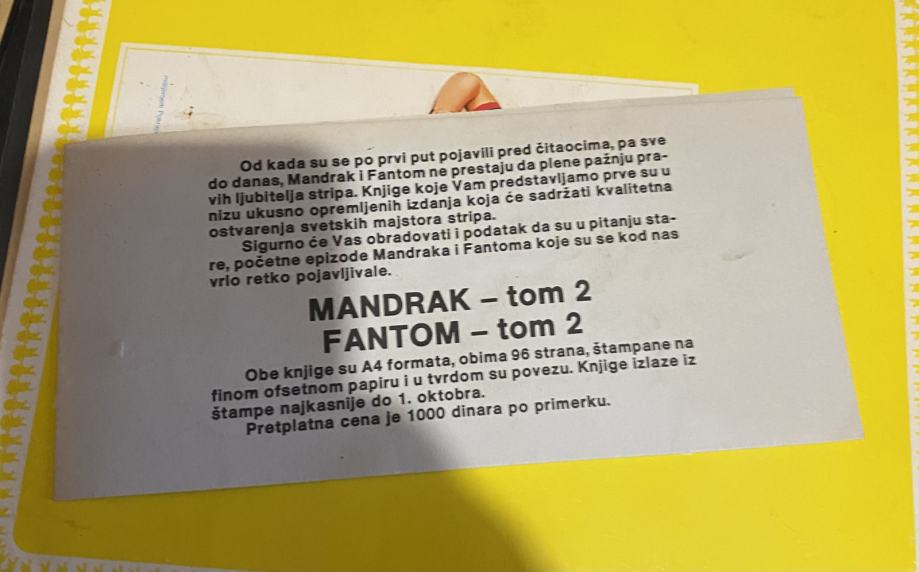 Od kada su se po prvi put pojavili pred čitaocima, pa sve
do danas, Mandrak i Fantom ne prestaju da plene pažnju pra-
vih ljubitelja stripa. Knjige koje Vam predstavljamo prve su u
nizu ukusno opremljenih izdanja koja će sadržati kvalitetna
ostvarenja svetskih majstora stripa.
Sigurno će Vas obradovati i podatak da su u pitanju sta-
re, početne epizode Mandraka i Fantoma koje su se kod nas
vrlo retko pojavljivale.
MANDRAK – tom 2
FANTOM – tom 2
Obe knjige su A4 formata, obima 96 strana, štampane na
finom ofsetnom papiru i u tvrdom su povezu. Knjige izlaze iz
štampe najkasnije do 1. oktobra.
Pretplatna cena je 1000 dinara po primerku.